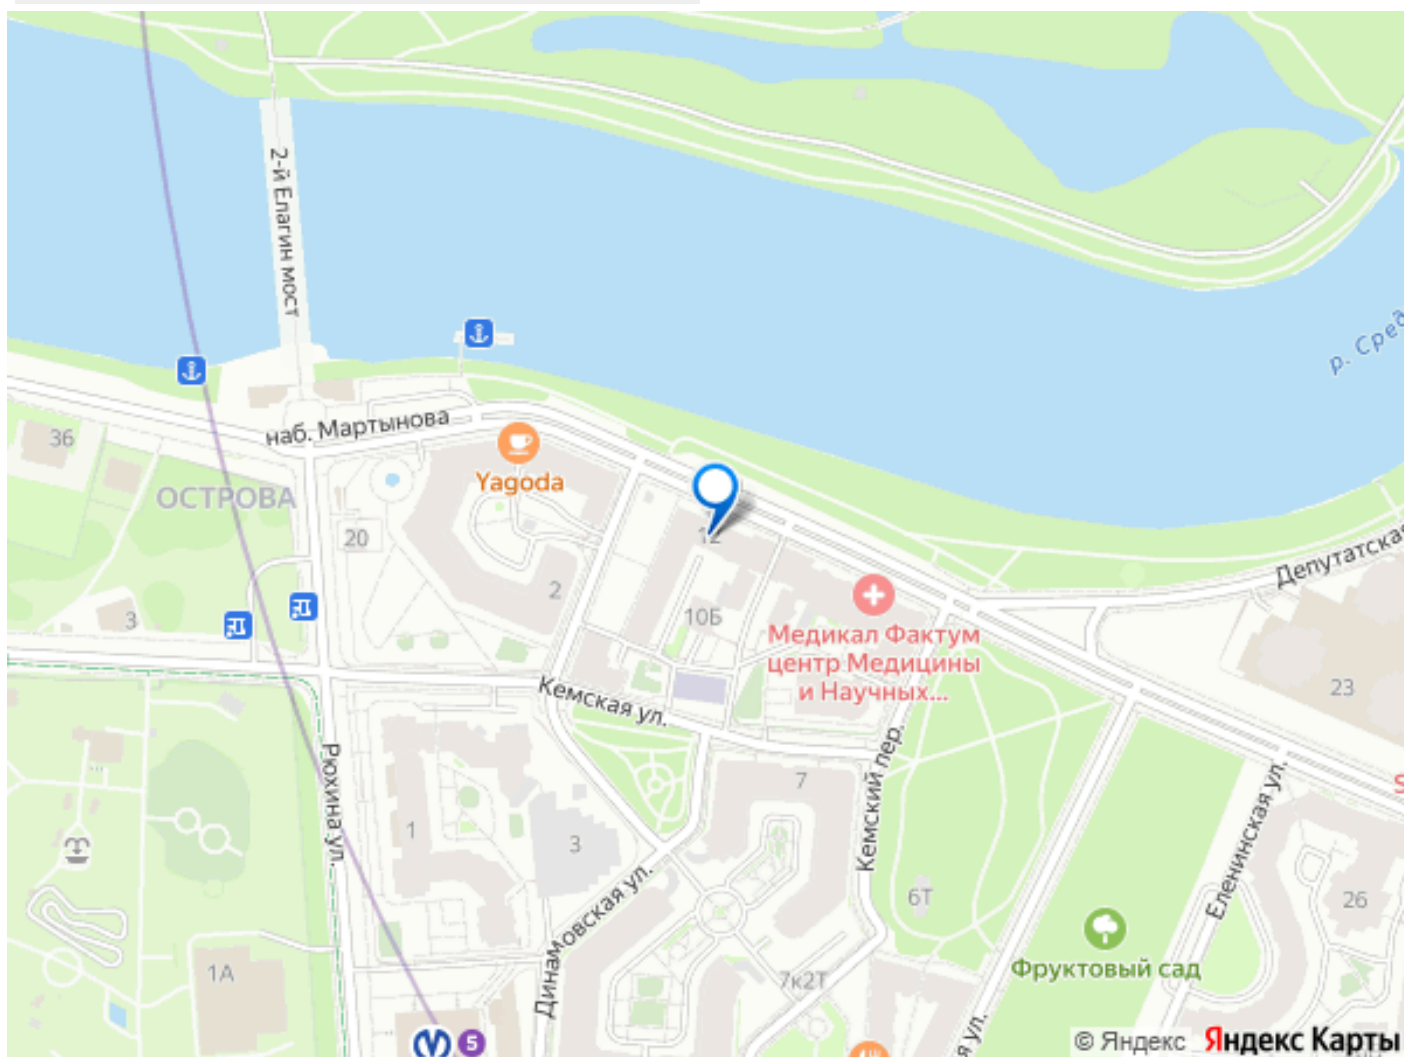 2-й Елагин мост
р. Сред
наб. Мартынова
36
Yagoda
ОСТРОВА
20
12
2
10Б
3
Депутатская
Медикал Фактум
центр Медицины
и Научных...
23
Кемская ул.
Рюхина ул.
7
Кемский пер.
S
1
3
Динамовская ул.
6Т
Еленинская ул.
26
Фруктовый сад
1А
7к2Т
я ул.
5
© Яндекс Яндекс Карты